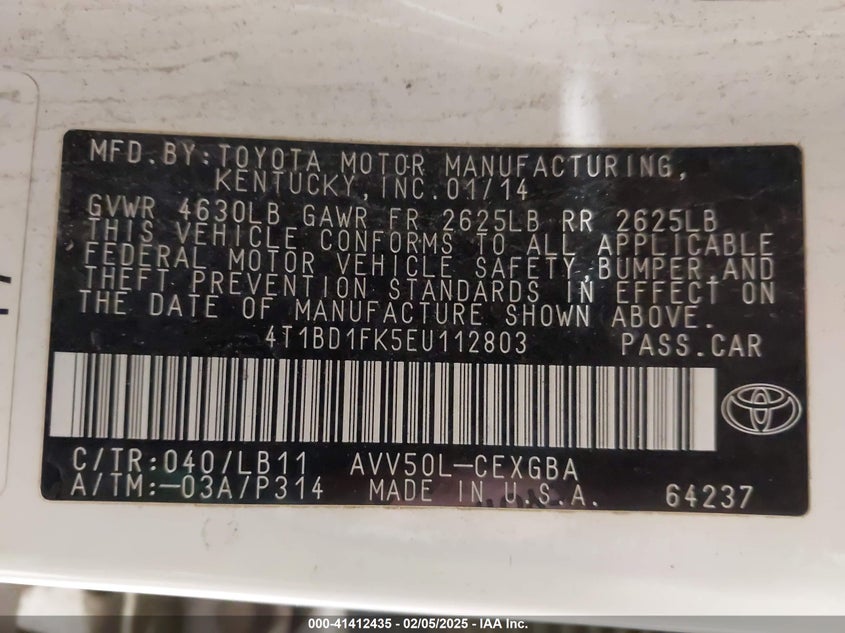 MFD.BY:TOYOTA MOTOR MANUFACTURING,
KENTUCKY,INC.01/14
GVWR 4630LB GAWR FR 2625LB RR 2625LB
THIS VEHICLE CONFORMS TO ALL APPLICABLE
FEDERAL MOTOR VEHICLE SAFETY,BUMPER,AND
THEFT PREVENTION STANDARDS IN EFFECT ON
THE DATE OF MANUFACTURE SHOWN ABOVE.
4T1BD1FK5EU112803 PASS.CAR
C/TR:040/LB11 AVV50L-CEXGBA
A/TM:-03A/P314 MADE IN U.S.A. 64237
000-41412435 - 02/05/2025 - IAA Inc.